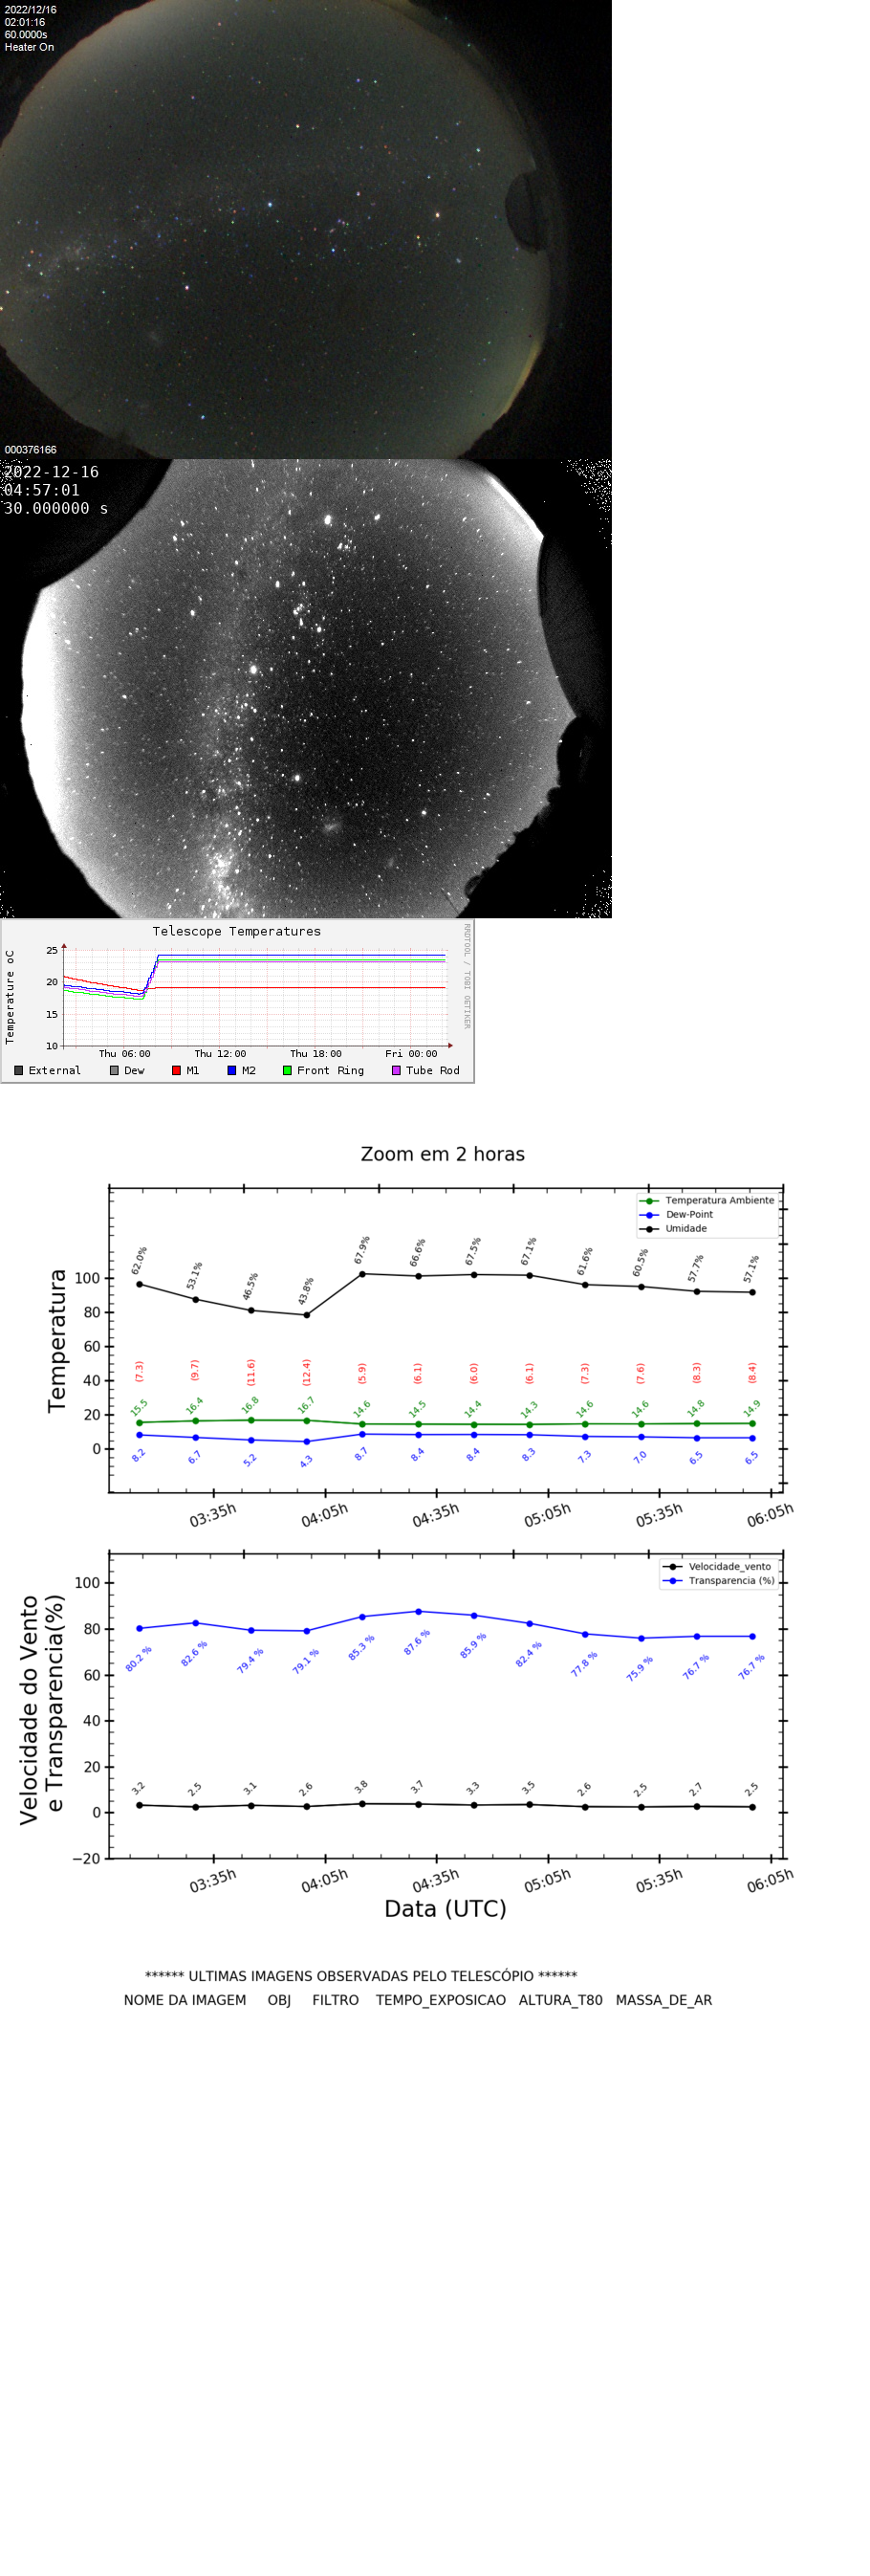 2022/12/16
02:01:16
60.0000s
Heater On
000376166
2022-12-16
04:57:01
30.000000 s
Telescope Temperatures
RRDTOOL / TOBI OETIKER
Temperature oC
25
20
15
10
Thu 06:00 Thu 12:00 Thu 18:00 Fri 00:00
External Dew M1 M2 Front Ring Tube Rod
Zoom em 2 horas
Temperatura Ambiente
Dew-Point
Umidade
Temperatura
100
80
60
40
20
0
62.0% 53.1% 46.5% 43.8% 67.9% 66.6% 67.5% 67.1% 61.6% 60.5% 57.7% 57.1%
(7.3) (9.7) (11.6) (12.4) (5.9) (6.1) (6.0) (6.1) (7.3) (7.6) (8.3) (8.4)
15.5 16.4 16.8 16.7 14.6 14.5 14.4 14.3 14.6 14.6 14.8 14.9
8.2 6.7 5.2 4.3 8.7 8.4 8.4 8.3 7.3 7.0 6.5 6.5
03:35h 04:05h 04:35h 05:05h 05:35h 06:05h
Velocidade_vento
Transparencia (%)
Velocidade do Vento
e Transparencia(%)
100
80
60
40
20
0
−20
80.2 % 82.6 % 79.4 % 79.1 % 85.3 % 87.6 % 85.9 % 82.4 % 77.8 % 75.9 % 76.7 % 76.7 %
3.2 2.5 3.1 2.6 3.8 3.7 3.3 3.5 2.6 2.5 2.7 2.5
03:35h 04:05h 04:35h 05:05h 05:35h 06:05h
Data (UTC)
****** ULTIMAS IMAGENS OBSERVADAS PELO TELESCÓPIO ******
NOME DA IMAGEM OBJ FILTRO TEMPO_EXPOSICAO ALTURA_T80 MASSA_DE_AR